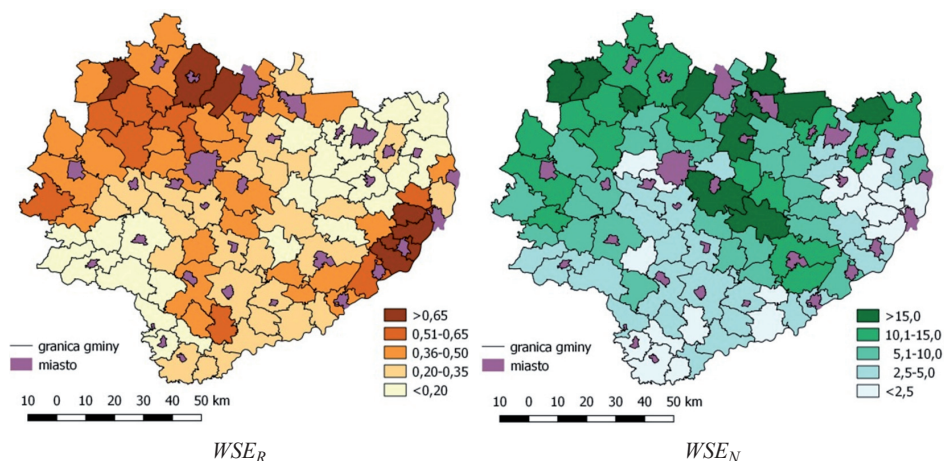 granica gminy
miasto
>0,65
0,51-0,65
0,36-0,50
0,20-0,35
<0,20
10 0 10 20 30 40 50 km
WSE_R
granica gminy
miasto
>15,0
10,1-15,0
5,1-10,0
2,5-5,0
<2,5
10 0 10 20 30 40 50 km
WSE_N